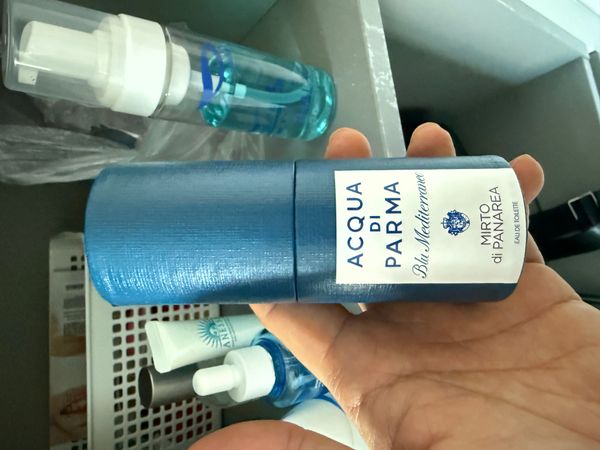 ACQUA
DI
PARMA
Blu Mediterraneo
MIRTO
di PANAREA
EAU DE TOILETTE